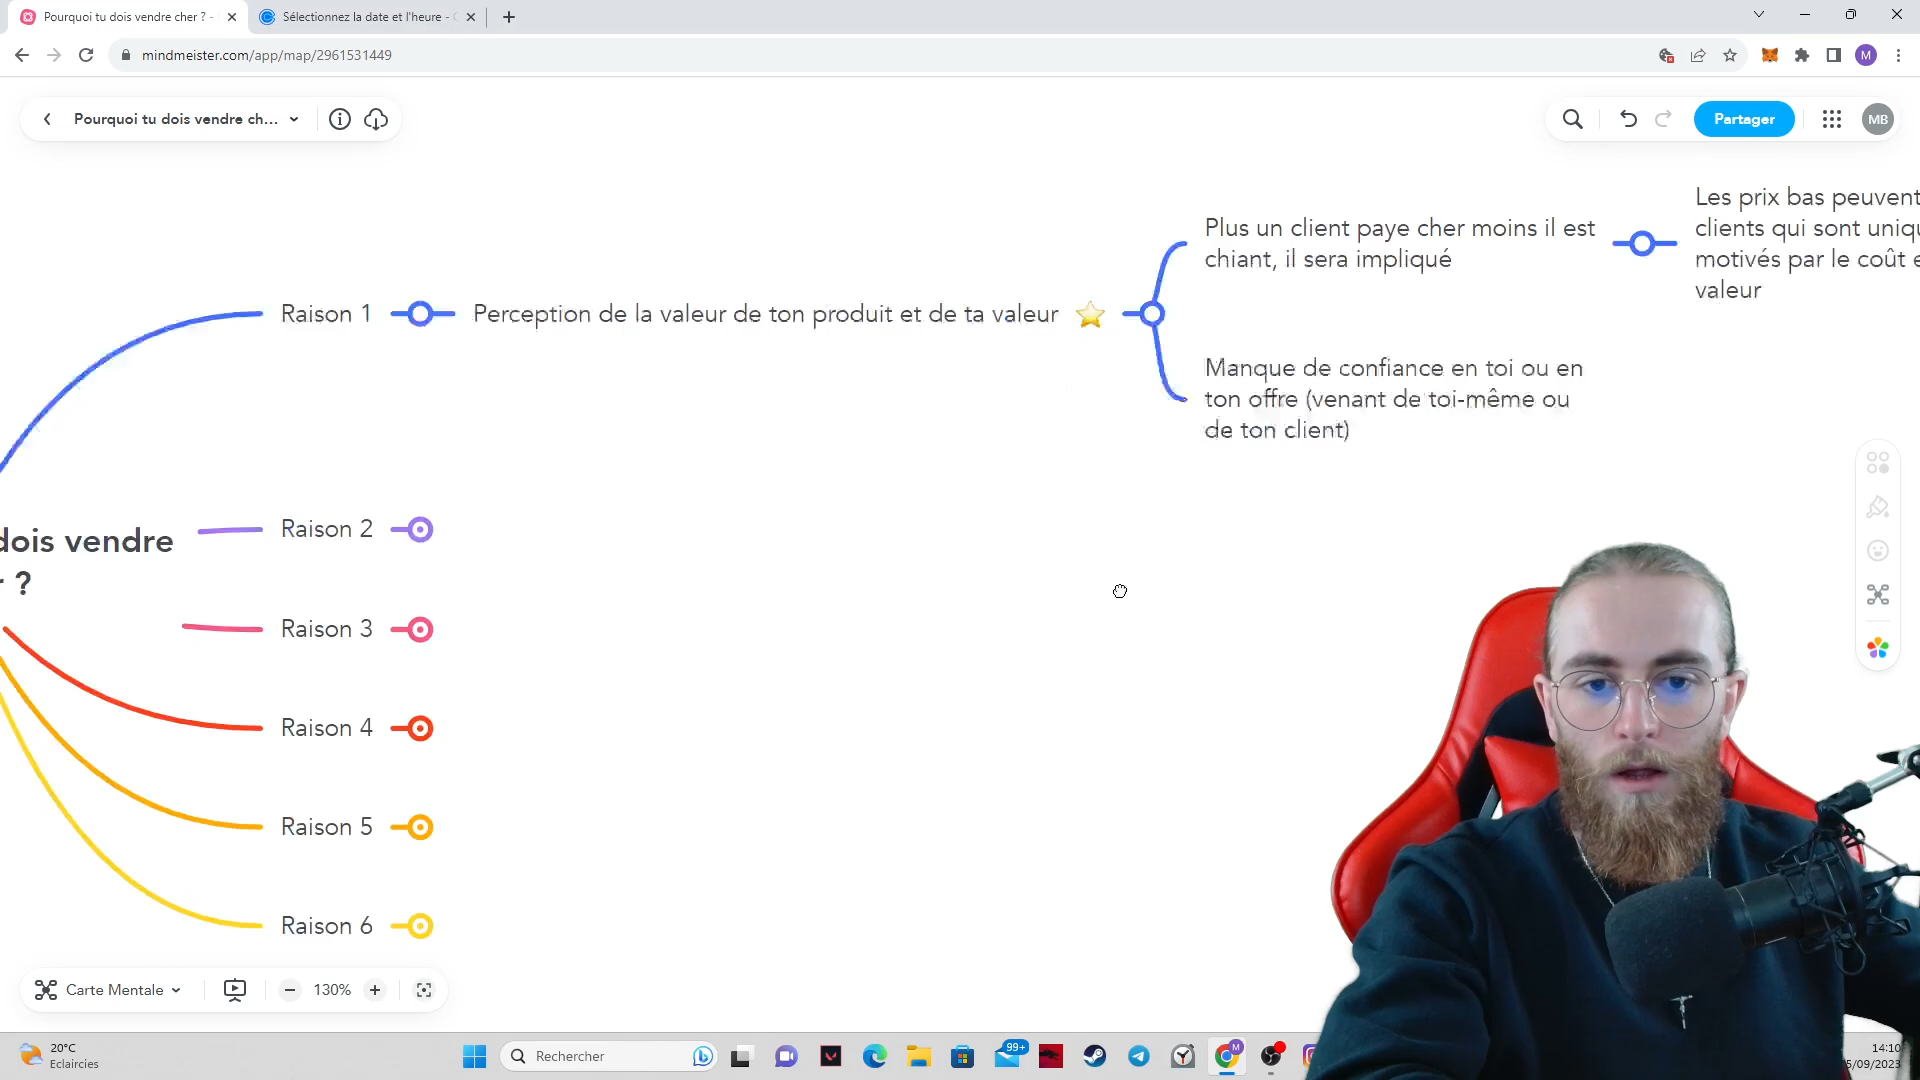 Pourquoi tu dois vendre cher ? -
Sélectionnez la date et l'heure -
mindmeister.com/app/map/2961531449
M
Pourquoi tu dois vendre ch...
Partager
MB
Les prix bas peuvent
Plus un client paye cher moins il est
clients qui sont
chiant, il sera impliqué
motivés par le coût
valeur
Raison 1
Perception de la valeur de ton produit et de ta valeur
Manque de confiance en toi ou en
ton offre (venant de toi-même ou
de ton client)
Raison 2
dois vendre
?
Raison 3
Raison 4
Raison 5
Raison 6
Carte Mentale
130%
20°C
Eclaircies
Rechercher
99+
M
14:10
/09/2023